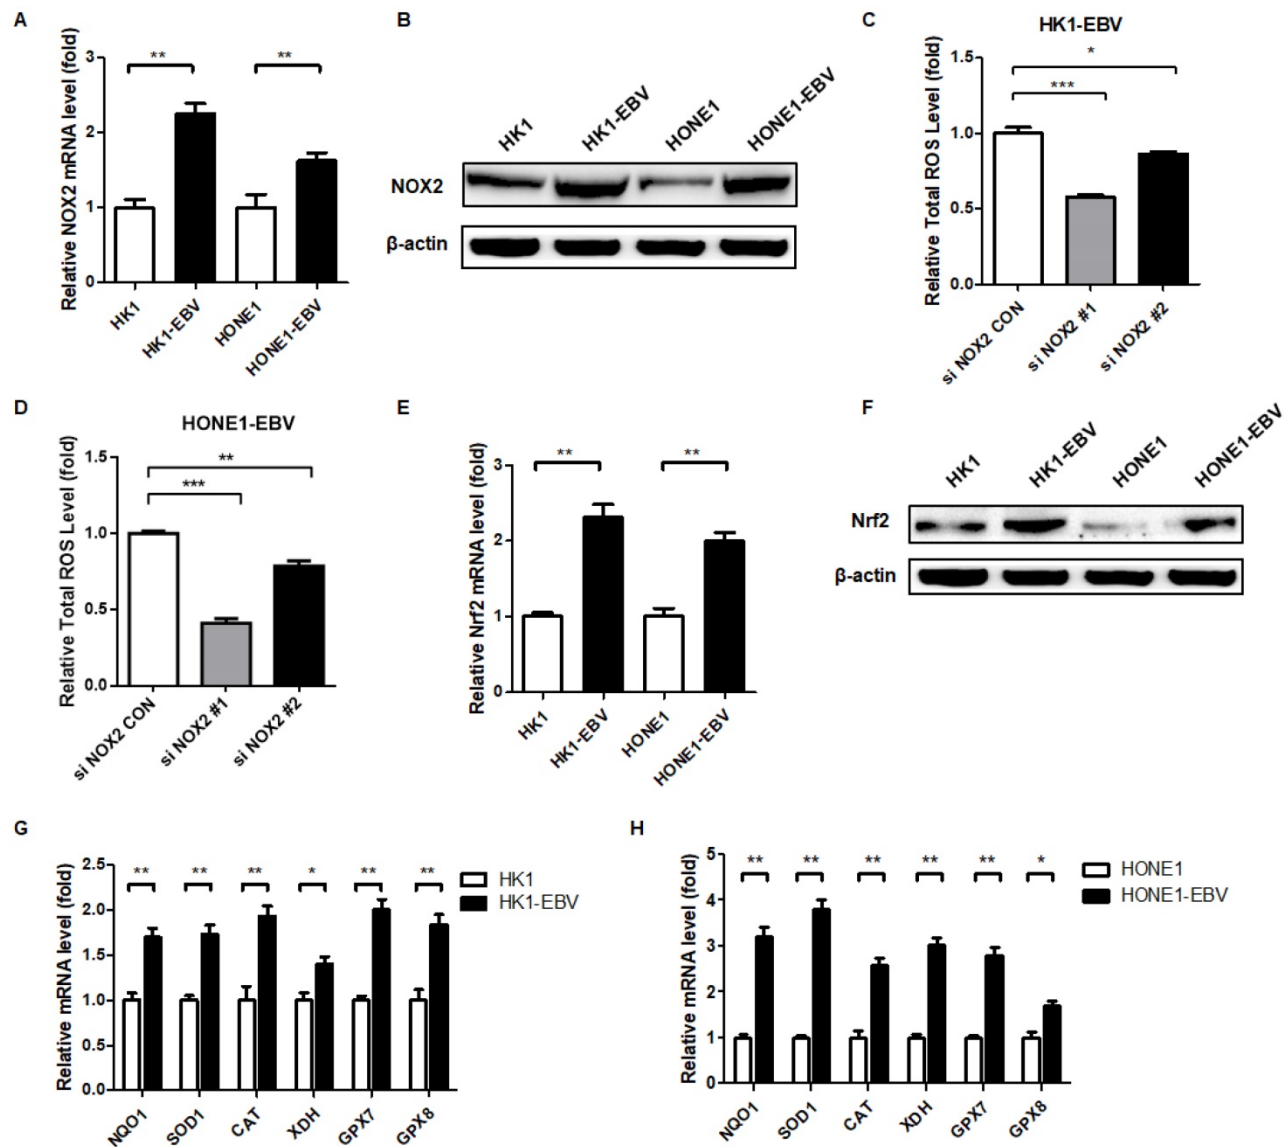 A
Relative NOX2 mRNA level (fold)
3
2
1
0
** **
HK1
HK1-EBV
HONE1
HONE1-EBV
B
HK1
HK1-EBV
HONE1
HONE1-EBV
NOX2
β-actin
C
HK1-EBV
Relative Total ROS Level (fold)
1.5
1.0
0.5
0.0
*
***
si NOX2 CON
si NOX2 #1
si NOX2 #2
D
HONE1-EBV
Relative Total ROS Level (fold)
1.5
1.0
0.5
0.0
**
***
si NOX2 CON
si NOX2 #1
si NOX2 #2
E
Relative Nrf2 mRNA level (fold)
3
2
1
0
** **
HK1
HK1-EBV
HONE1
HONE1-EBV
F
HK1
HK1-EBV
HONE1
HONE1-EBV
Nrf2
β-actin
G
Relative mRNA level (fold)
2.5
2.0
1.5
1.0
0.5
0.0
** ** ** * ** **
HK1
HK1-EBV
NQO1
SOD1
CAT
XDH
GPX7
GPX8
H
Relative mRNA level (fold)
5
4
3
2
1
0
** ** ** ** ** *
HONE1
HONE1-EBV
NQO1
SOD1
CAT
XDH
GPX7
GPX8